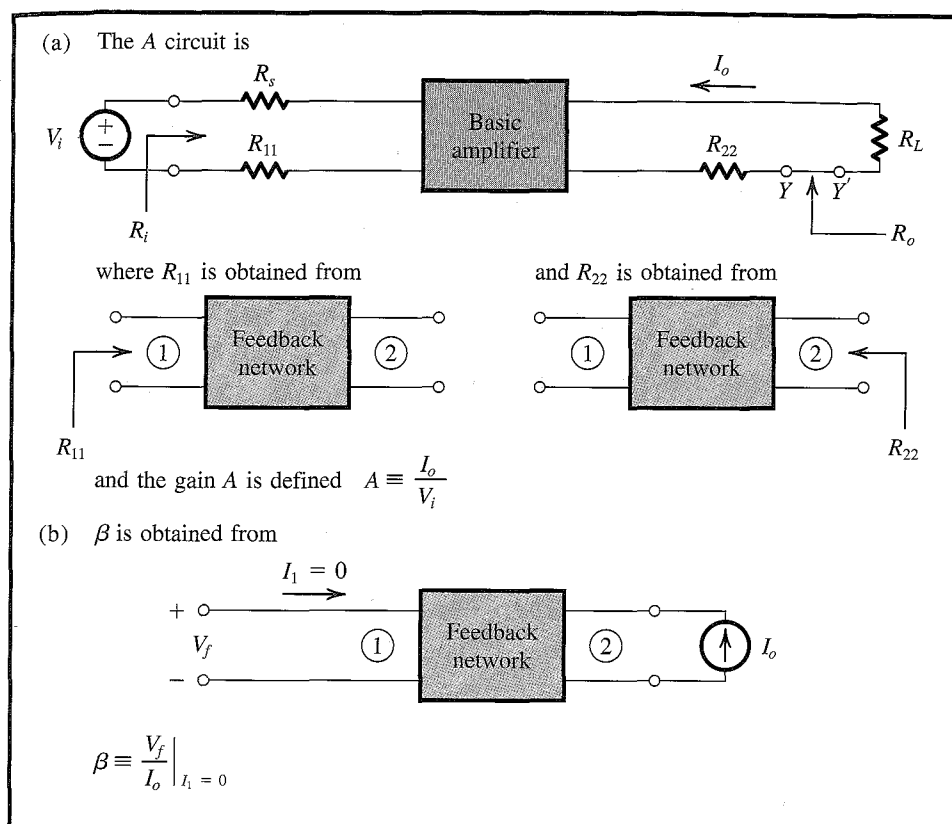 (a) The A circuit is
I_o
R_s
V_i + −
Basic amplifier
R_L
R_11
R_22
Y Y'
R_i
R_o
where R_11 is obtained from
and R_22 is obtained from
① Feedback network ②
① Feedback network ②
R_11
R_22
and the gain A is defined A ≡ I_o / V_i
(b) β is obtained from
I_1 = 0
+
V_f ① Feedback network ② I_o
−
β ≡ V_f / I_o |_{I_1 = 0}